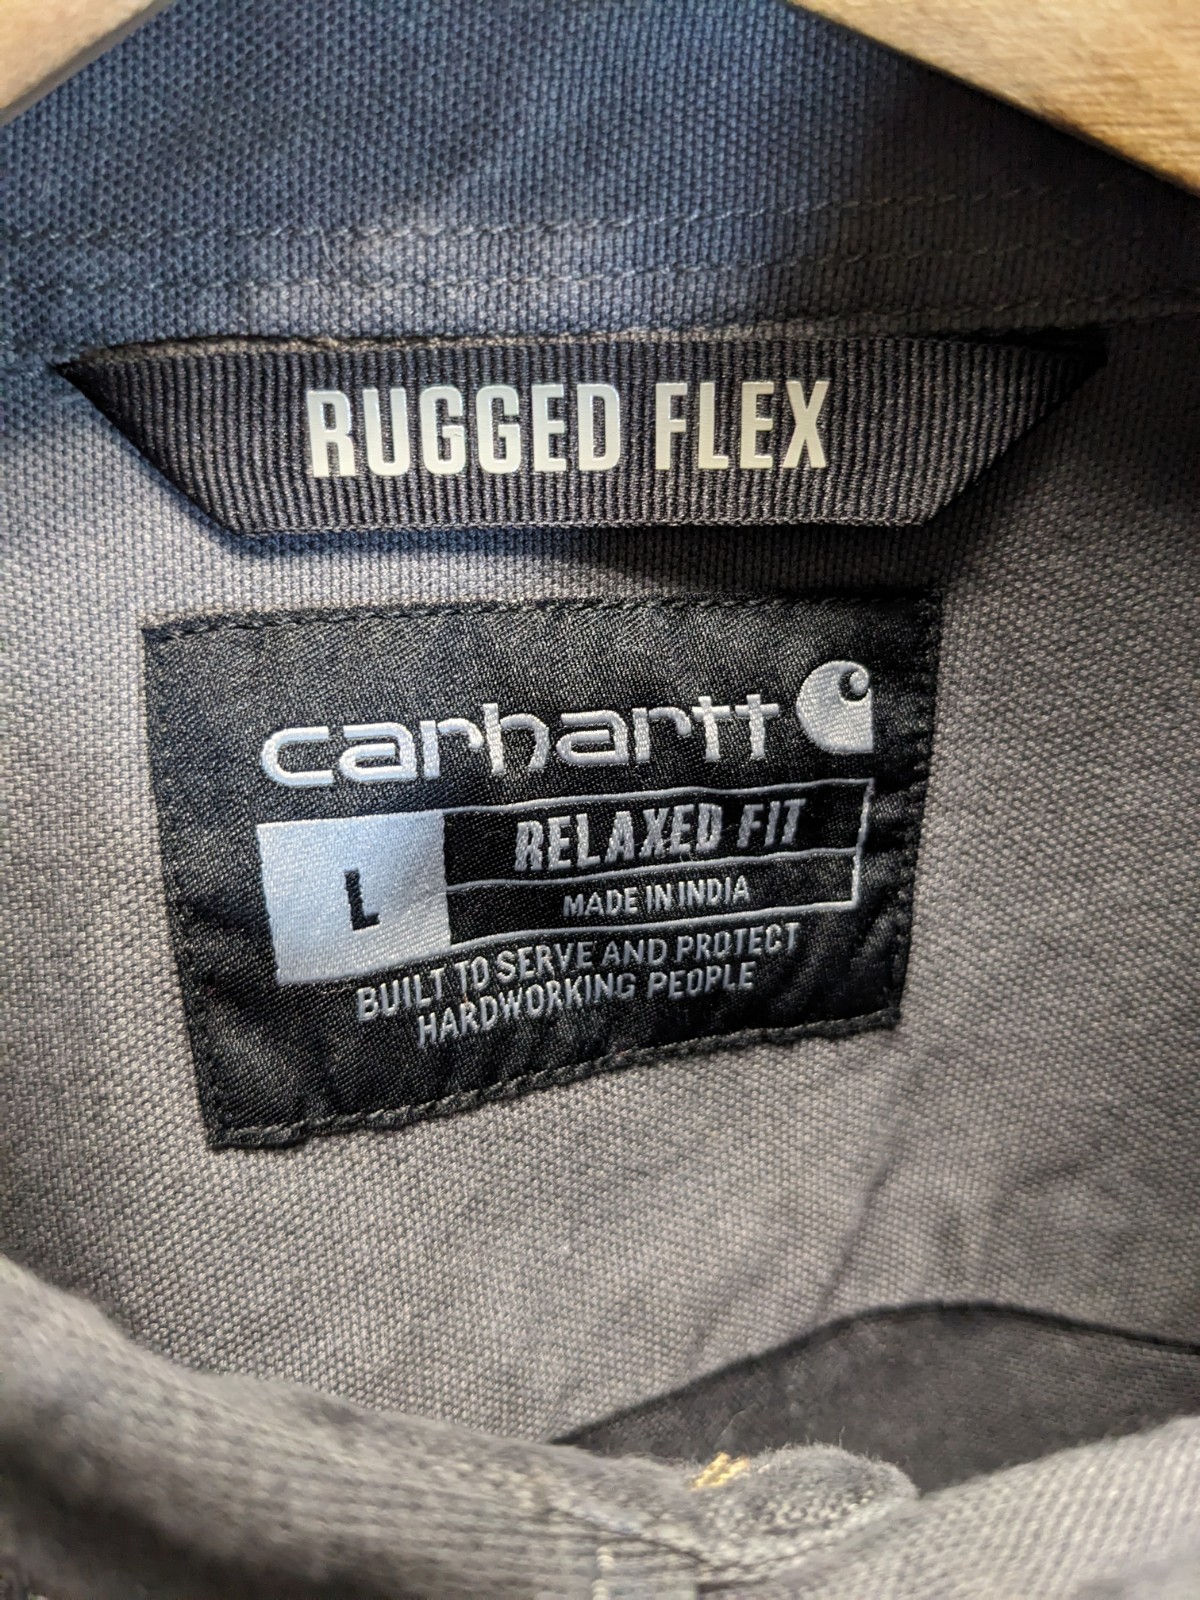 RUGGED FLEX
carhartt
L
RELAXED FIT
MADE IN INDIA
BUILT TO SERVE AND PROTECT
HARDWORKING PEOPLE